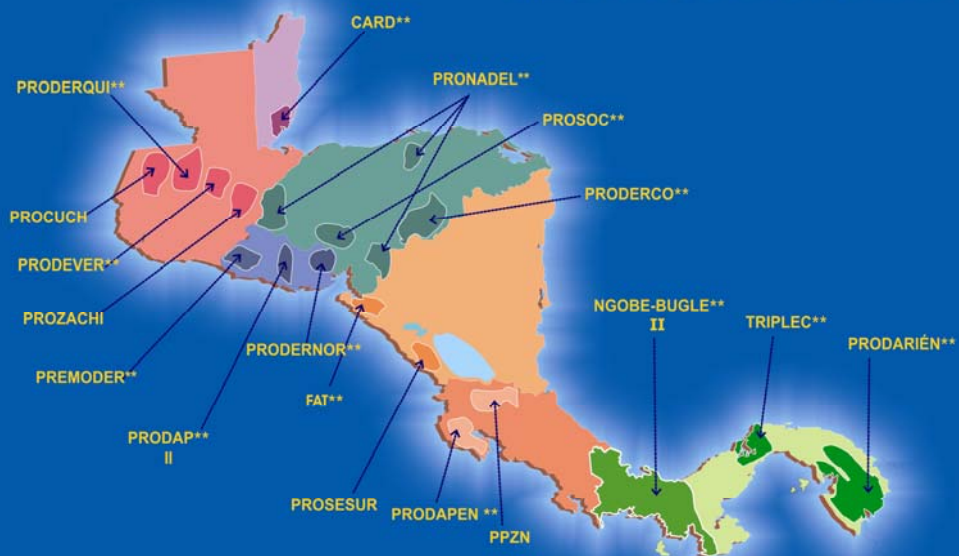 CARD**
PRODERQUI**
PRONADEL**
PROSOC**
PRODERCO**
PROCUCH
PRODEVER**
PROZACHI
PREMODER**
PRODERNOR**
FAT**
PRODAP**
II
PROSESUR
PRODAPEN **
PPZN
NGOBE-BUGLE**
II
TRIPLEC**
PRODARIÉN**